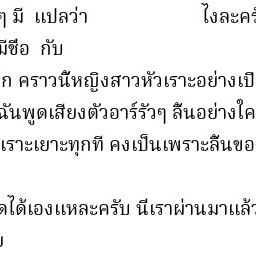 ๆ มี แปลว่า ไงละคร
มีชื่อ กับ
ก คราวนี้หญิงสาวหัวเราะอย่างเปิ
ฉันพูดเสียงตัวอาร์รัวๆ ลิ้นอย่างใค
เราะเยาะทุกที คงเป็นเพราะลิ้นขอ
ดได้เองแหละครับ นี่เราผ่านมาแล้ว